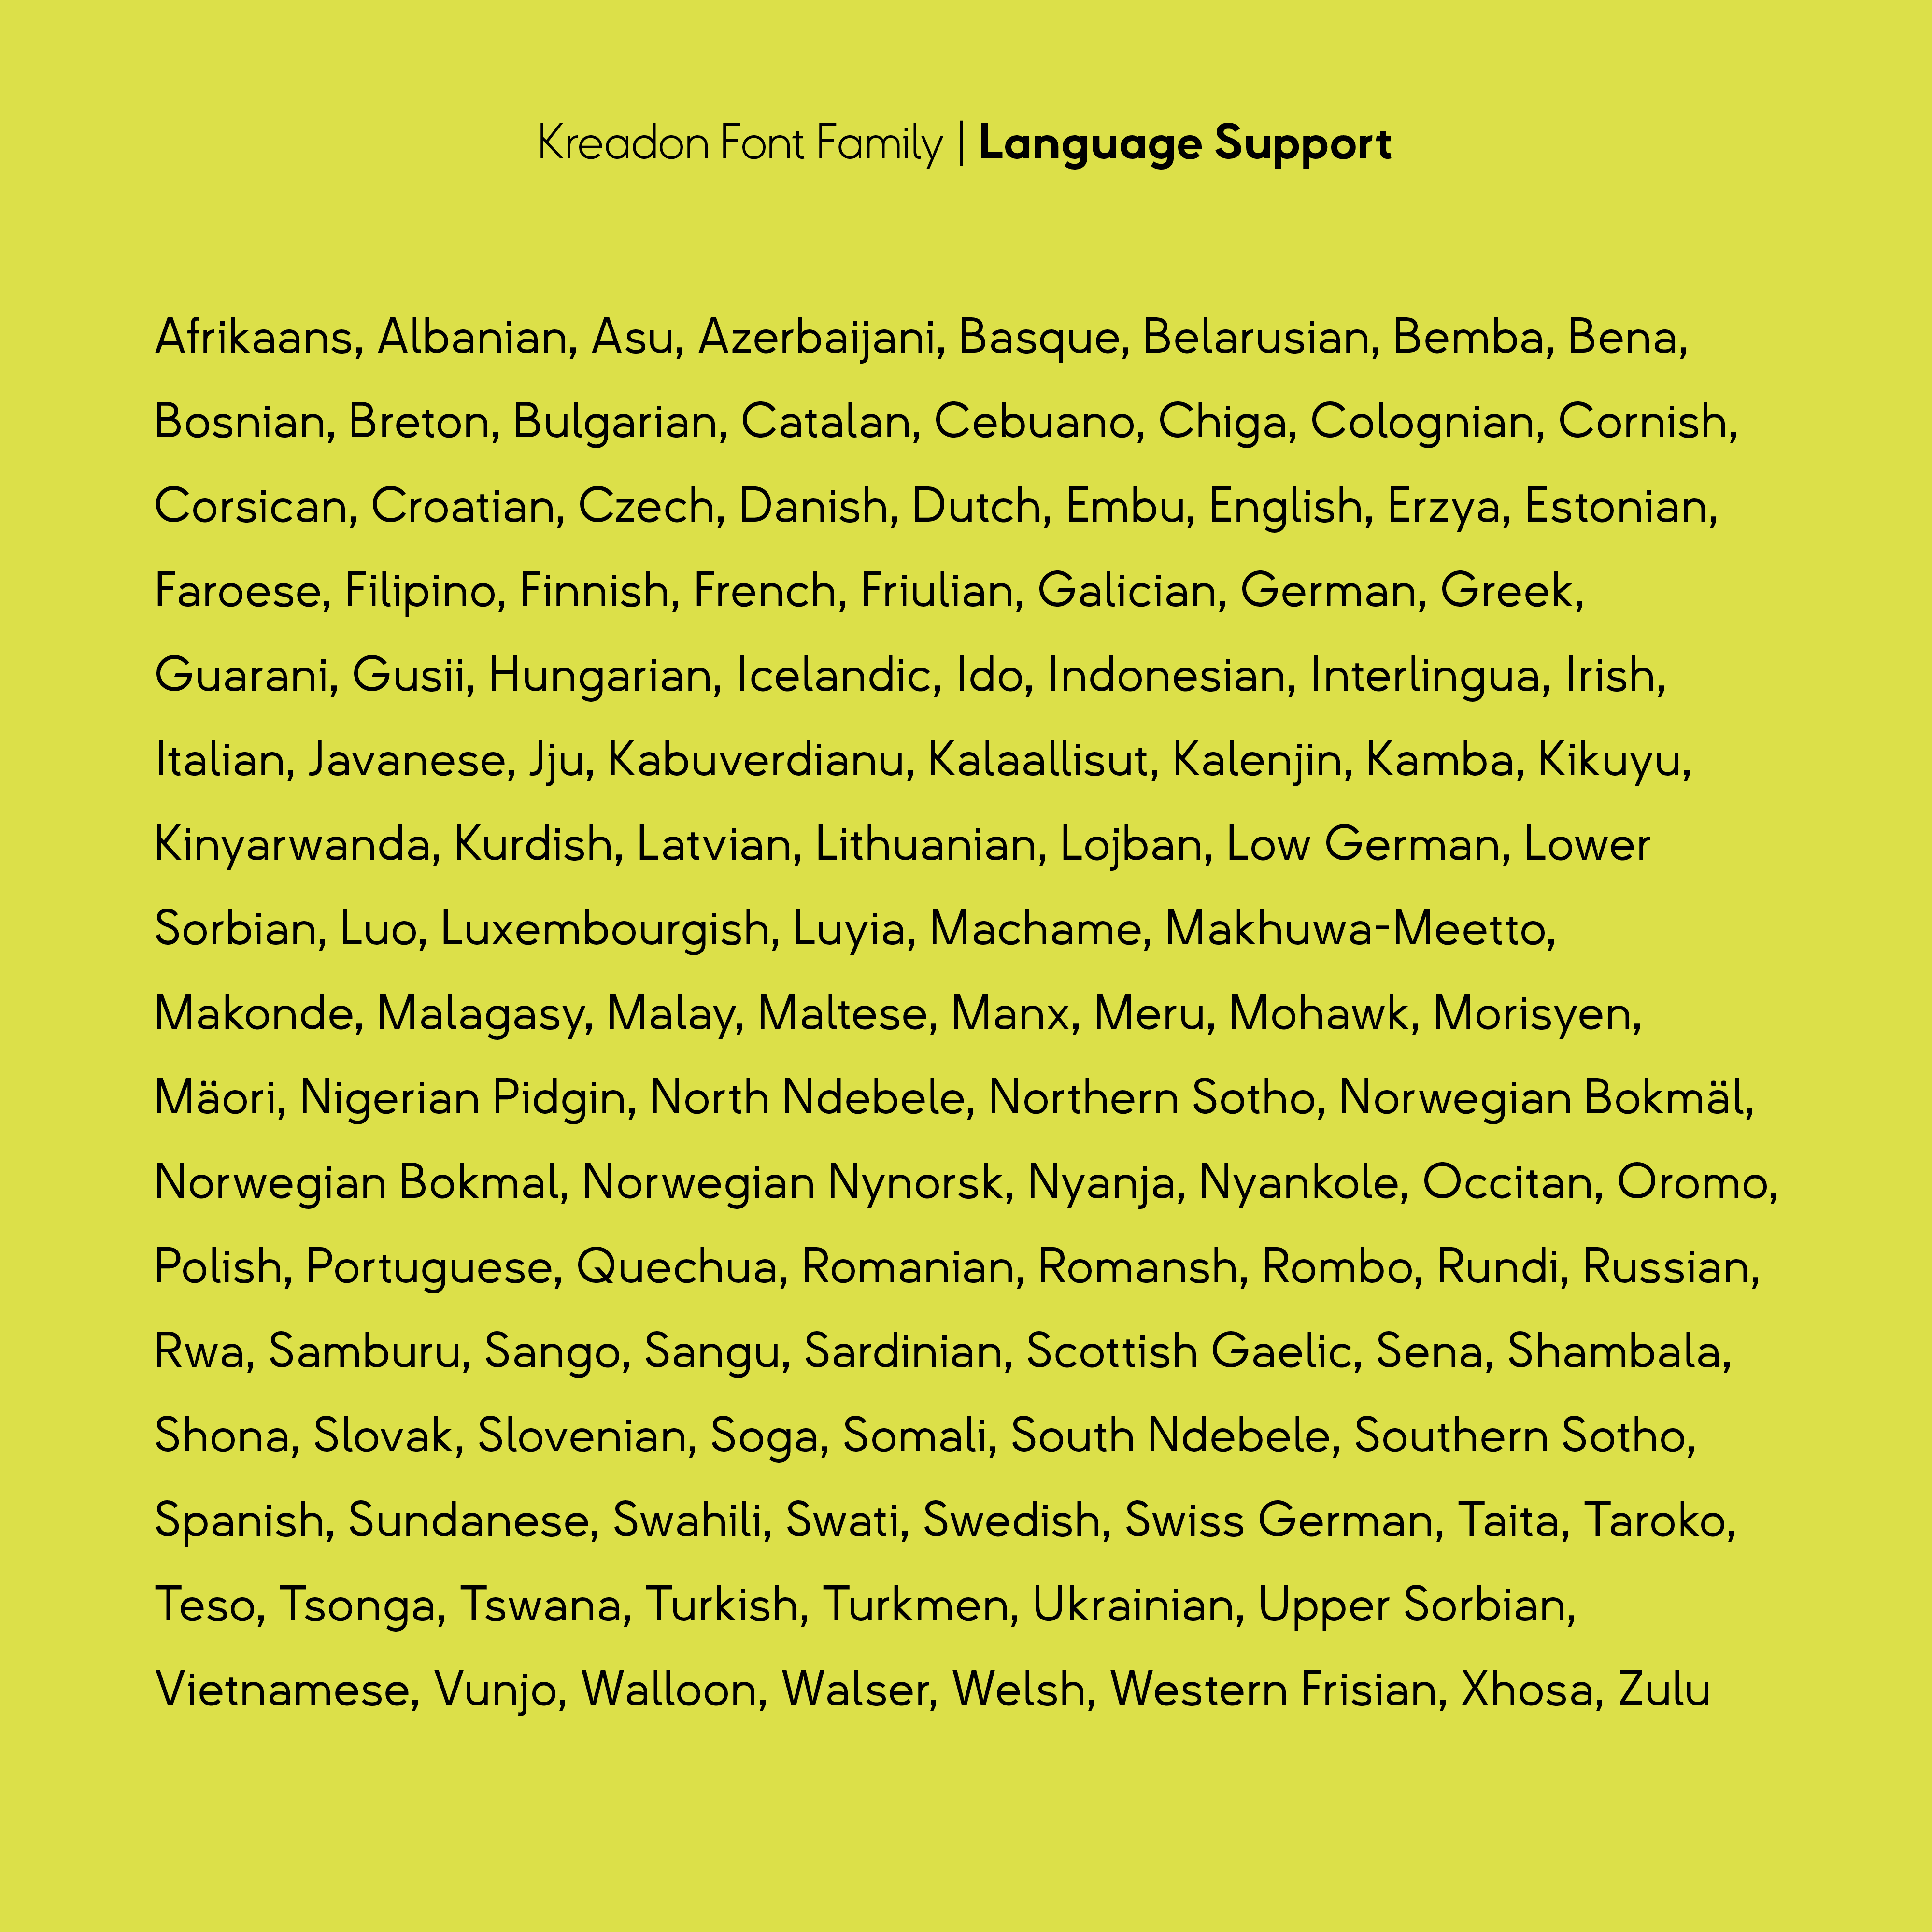 Kreadon Font Family | Language Support
Afrikaans, Albanian, Asu, Azerbaijani, Basque, Belarusian, Bemba, Bena,
Bosnian, Breton, Bulgarian, Catalan, Cebuano, Chiga, Colognian, Cornish,
Corsican, Croatian, Czech, Danish, Dutch, Embu, English, Erzya, Estonian,
Faroese, Filipino, Finnish, French, Friulian, Galician, German, Greek,
Guarani, Gusii, Hungarian, Icelandic, Ido, Indonesian, Interlingua, Irish,
Italian, Javanese, Jju, Kabuverdianu, Kalaallisut, Kalenjin, Kamba, Kikuyu,
Kinyarwanda, Kurdish, Latvian, Lithuanian, Lojban, Low German, Lower
Sorbian, Luo, Luxembourgish, Luyia, Machame, Makhuwa-Meetto,
Makonde, Malagasy, Malay, Maltese, Manx, Meru, Mohawk, Morisyen,
Mäori, Nigerian Pidgin, North Ndebele, Northern Sotho, Norwegian Bokmäl,
Norwegian Bokmal, Norwegian Nynorsk, Nyanja, Nyankole, Occitan, Oromo,
Polish, Portuguese, Quechua, Romanian, Romansh, Rombo, Rundi, Russian,
Rwa, Samburu, Sango, Sangu, Sardinian, Scottish Gaelic, Sena, Shambala,
Shona, Slovak, Slovenian, Soga, Somali, South Ndebele, Southern Sotho,
Spanish, Sundanese, Swahili, Swati, Swedish, Swiss German, Taita, Taroko,
Teso, Tsonga, Tswana, Turkish, Turkmen, Ukrainian, Upper Sorbian,
Vietnamese, Vunjo, Walloon, Walser, Welsh, Western Frisian, Xhosa, Zulu